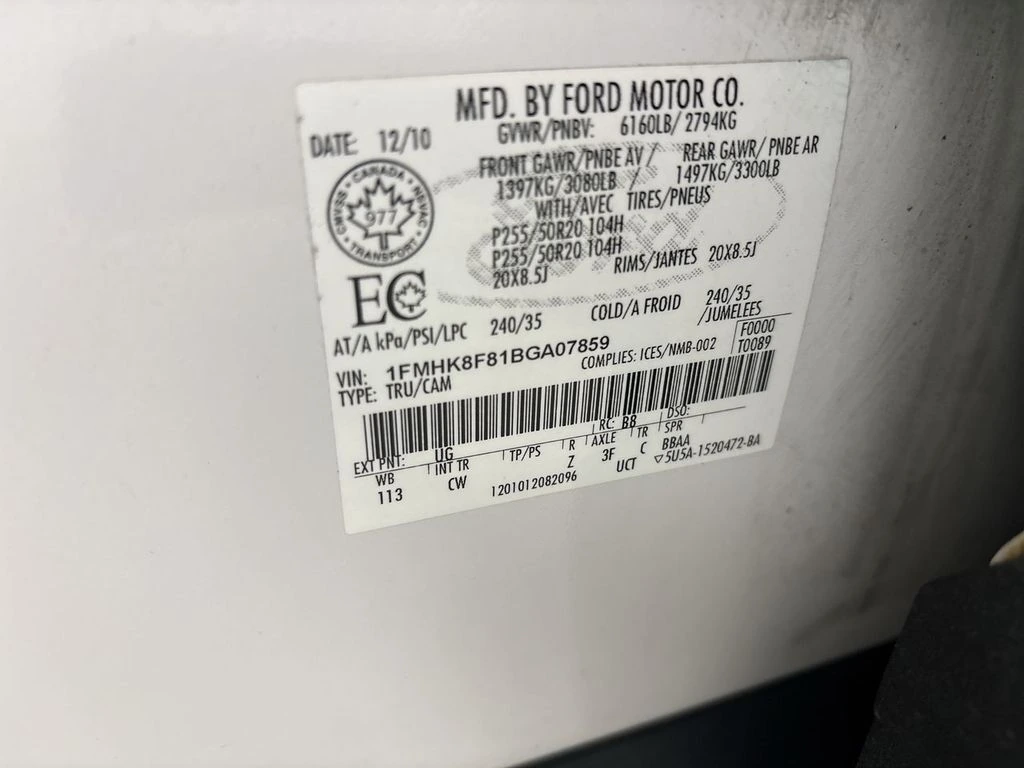 MFD. BY FORD MOTOR CO.
DATE: 12/10
GVWR/PNBV: 6160LB/ 2794KG
FRONT GAWR/PNBE AV / REAR GAWR/ PNBE AR
1397KG/3080LB / 1497KG/3300LB
WITH/AVEC TIRES/PNEUS
P255/50R20 104H
P255/50R20 104H
20X8.5J RIMS/JANTES 20X8.5J
CANADA
CMVSS NSVAC
977
TRANSPORT
EC
AT/A kPa/PSI/LPC 240/35 COLD/A FROID 240/35
/JUMELEES
VIN: 1FMHK8F81BGA07859 COMPLIES: ICES/NMB-002
F0000
T0089
TYPE: TRU/CAM
EXT PNT: UG RC: BB DSO:
WB INT TR TP/PS R AXLE TR SPR
113 CW Z 3F C BBAA
1201012082096 UCT ▽5U5A-1520472-BA